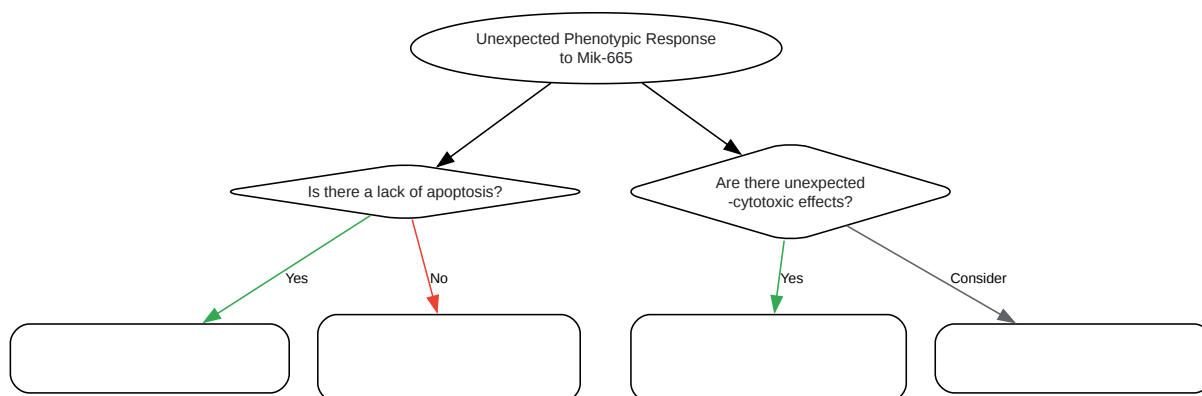 Unexpected Phenotypic Response
to Mik-665
Is there a lack of apoptosis?
Are there unexpected
-cytotoxic effects?
Yes
No
Yes
Consider